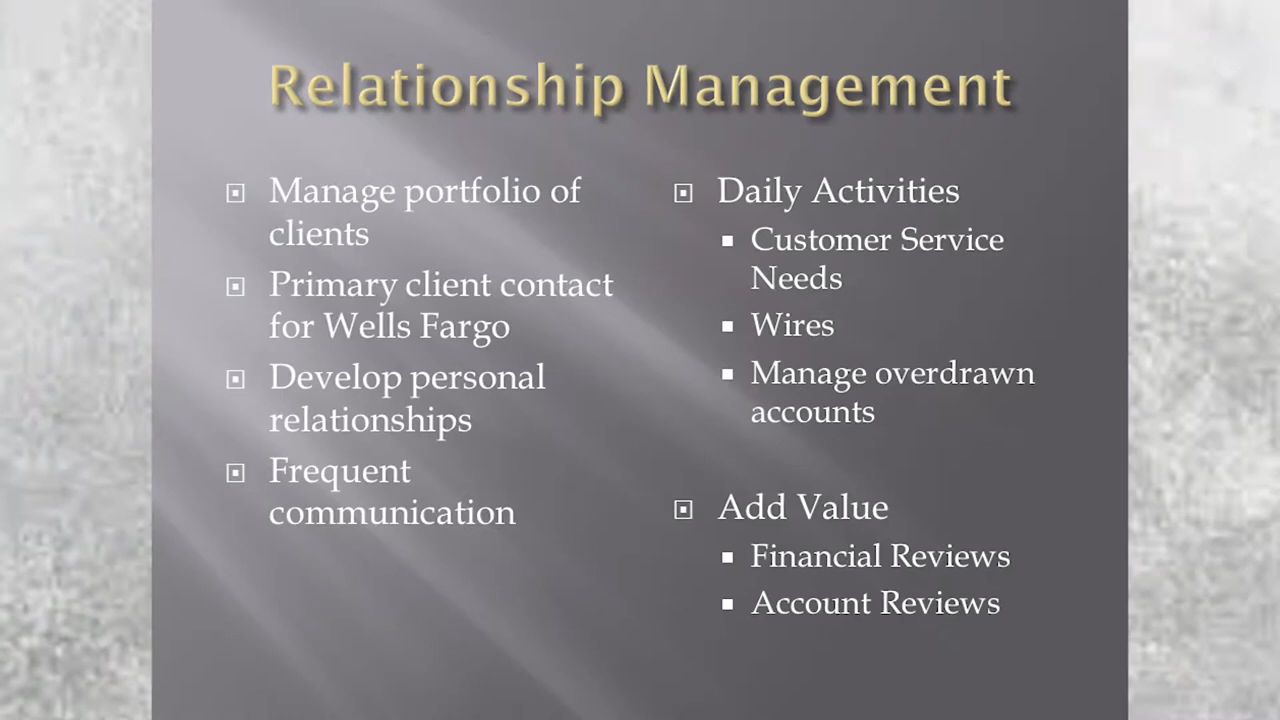 Relationship Management
Manage portfolio of
clients
Primary client contact
for Wells Fargo
Develop personal
relationships
Frequent
communication
Daily Activities
Customer Service
Needs
Wires
Manage overdrawn
accounts
Add Value
Financial Reviews
Account Reviews